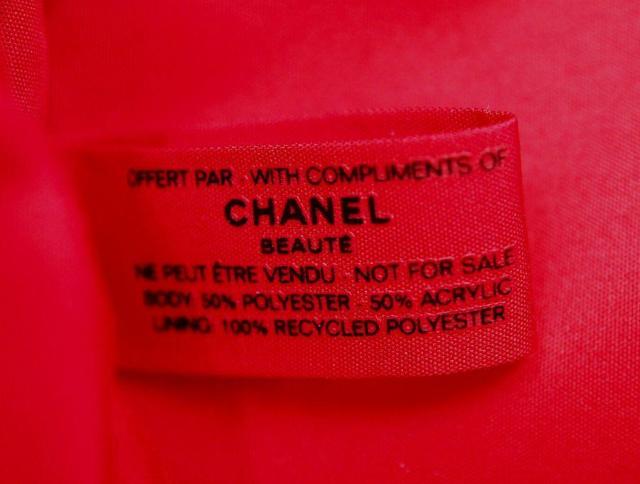 OFFERT PAR - WITH COMPLIMENTS OF
CHANEL
BEAUTÉ
NE PEUT ÊTRE VENDU - NOT FOR SALE
BODY: 50% POLYESTER - 50% ACRYLIC
LINING: 100% RECYCLED POLYESTER